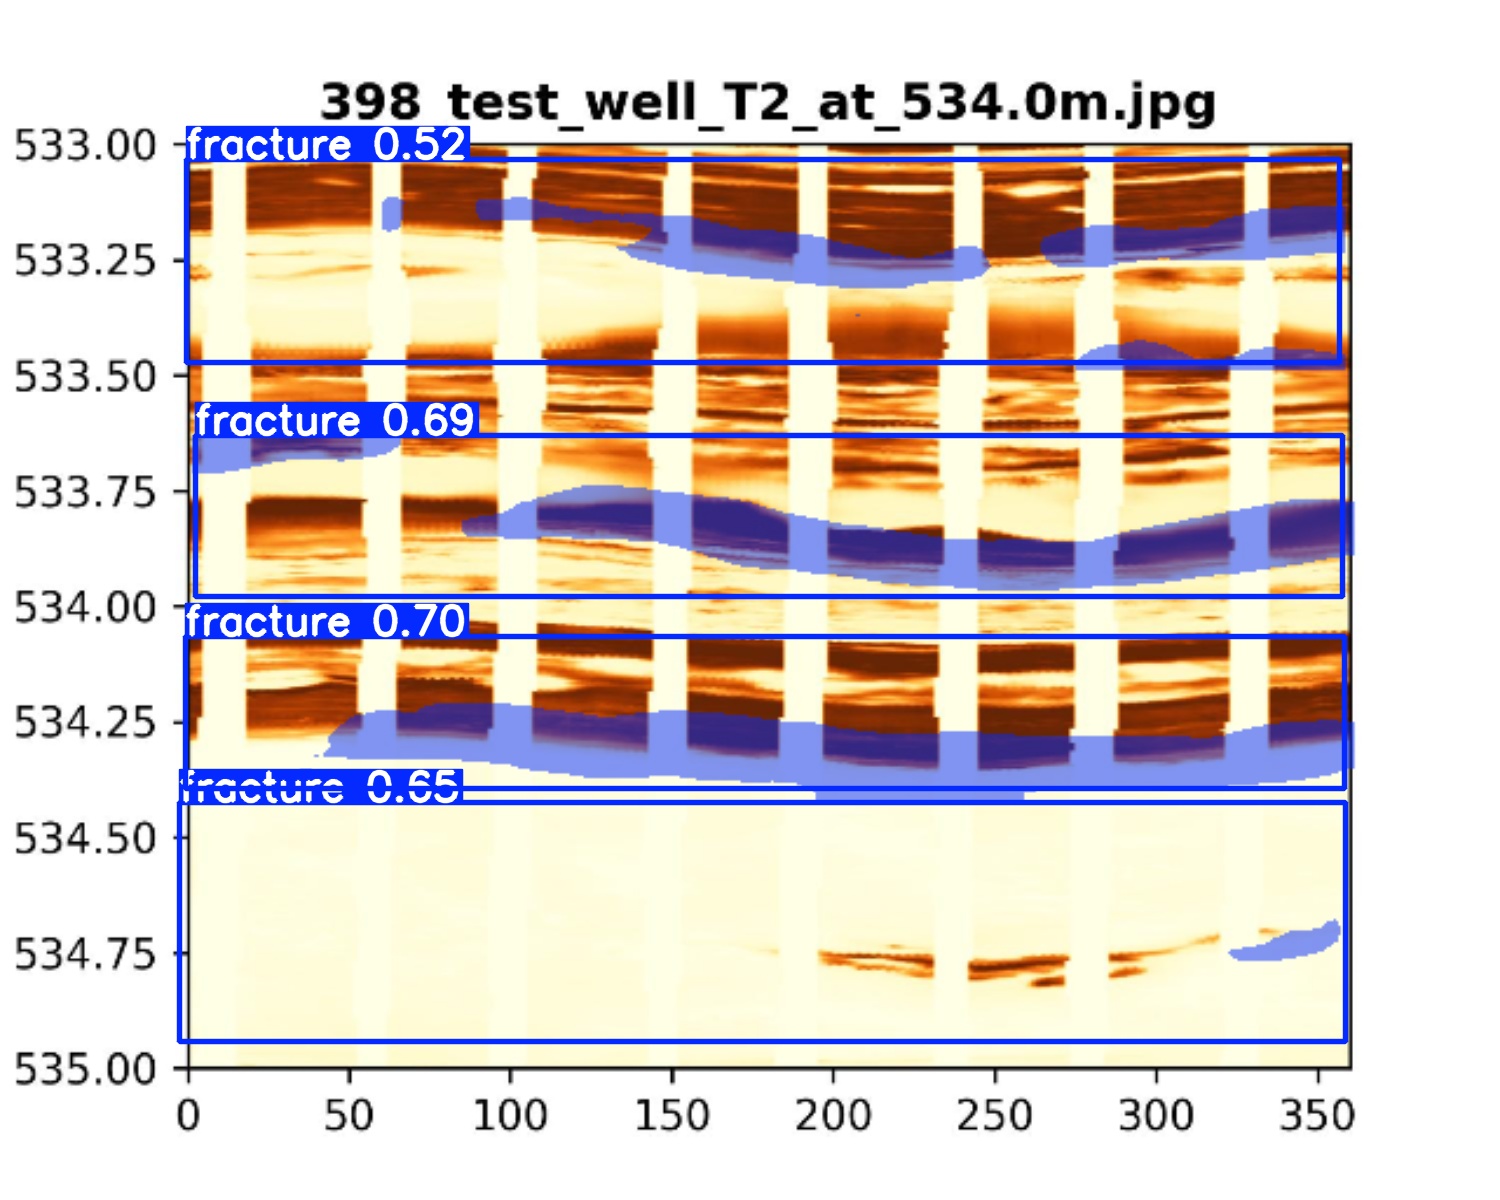 398_test_well_T2_at_534.0m.jpg
533.00
fracture 0.52
533.25
533.50
fracture 0.69
533.75
534.00
fracture 0.70
534.25
fracture 0.65
534.50
534.75
535.00
0 50 100 150 200 250 300 350